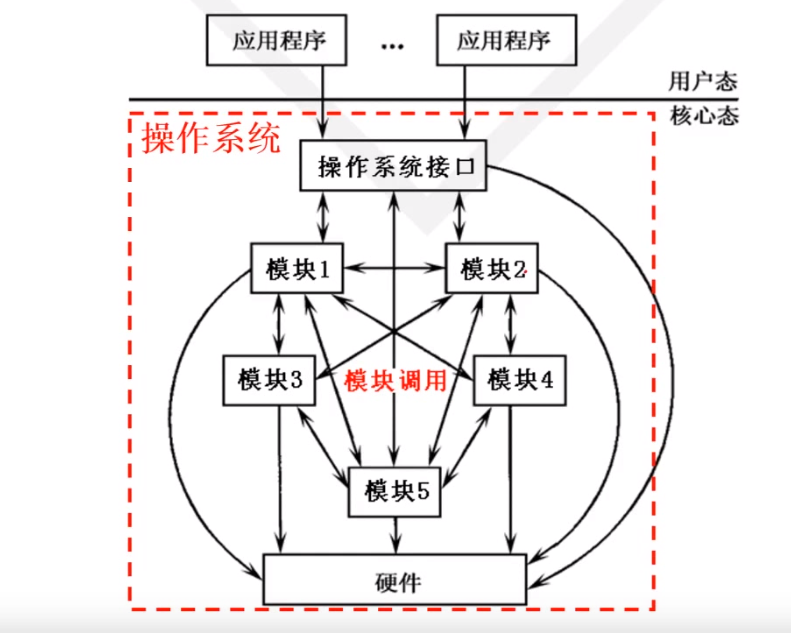 应用程序
...
应用程序
用户态
核心态
操作系统
操作系统接口
模块1
模块2
模块3
模块调用
模块4
模块5
硬件